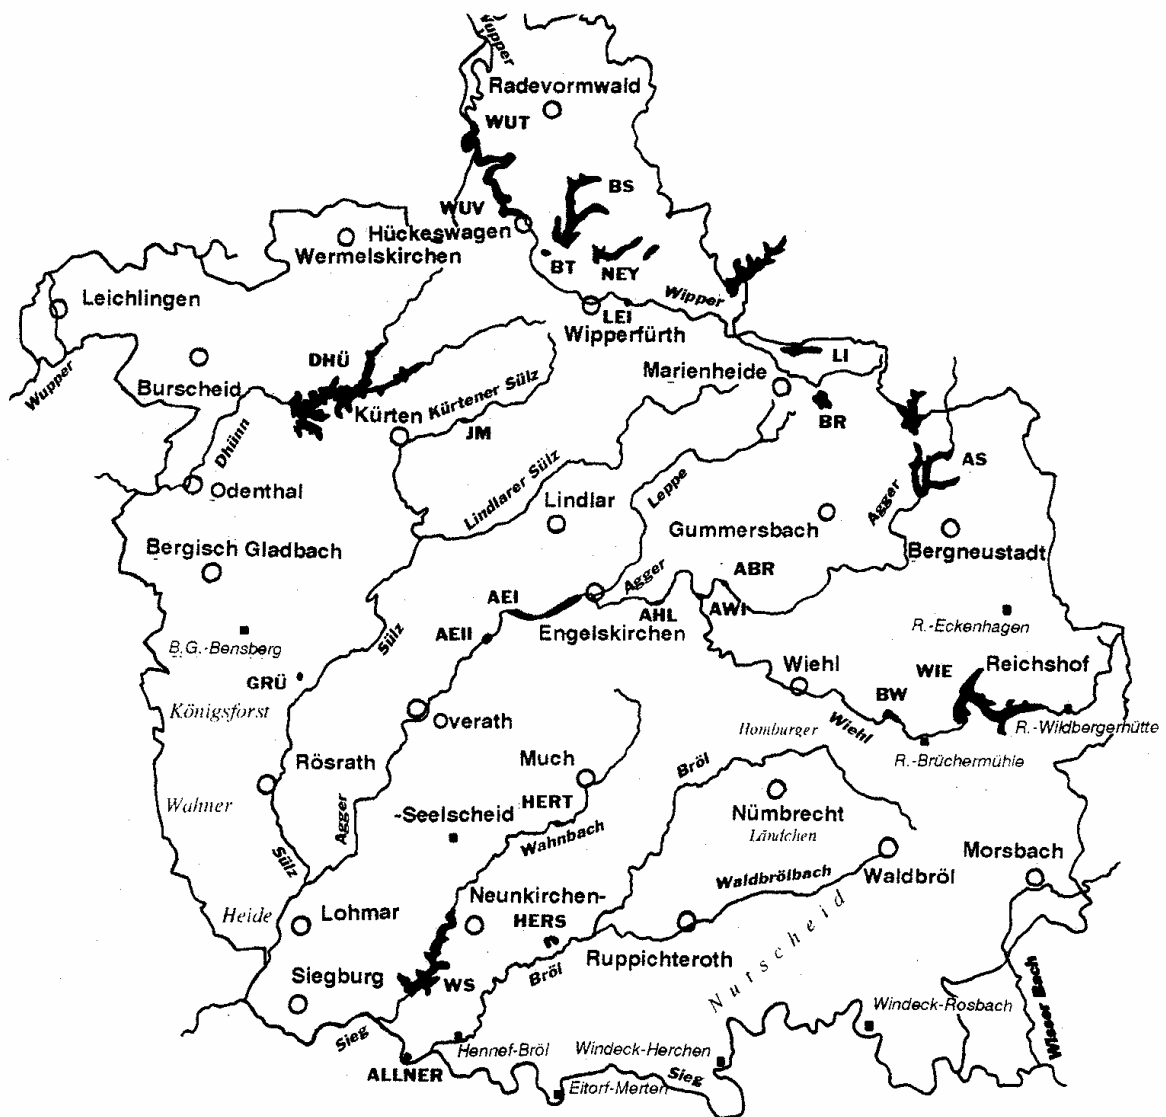 Wupper
Radevormwald
WUT
BS
WUV
Hückeswagen
Wermelskirchen
BT
NEY
Leichlingen
Wipper
LEI
Wipperfürth
DHÜ
LI
Marienheide
Wupper
Burscheid
Kürten
Kürtener Sülz
JM
BR
Dhünn
AS
Lindlarer Sülz
Leppe
Odenthal
Lindlar
Agger
Gummersbach
Bergneustadt
Bergisch Gladbach
Agger
ABR
AEI
AHL
AWI
AEII
Engelskirchen
R.-Eckenhagen
B.G.-Bensberg
Sülz
Wiehl
WIE
Reichshof
GRÜ
BW
Königsforst
Overath
Homburger
Wiehl
R.-Wildbergerhütte
R.-Brüchermühle
Rösrath
Much
Bröl
Wahner
Agger
HERT
Nümbrecht
-Seelscheid
Wahnbach
Ländchen
Sülz
Morsbach
Waldbrölbach
Waldbröl
Neunkirchen-
Heide
Lohmar
HERS
Ruppichteroth
Nutscheid
Siegburg
WS
Bröl
Windeck-Rosbach
Wisser Bach
Sieg
Hennef-Bröl
Windeck-Herchen
ALLNER
Sieg
Eitorf-Merten